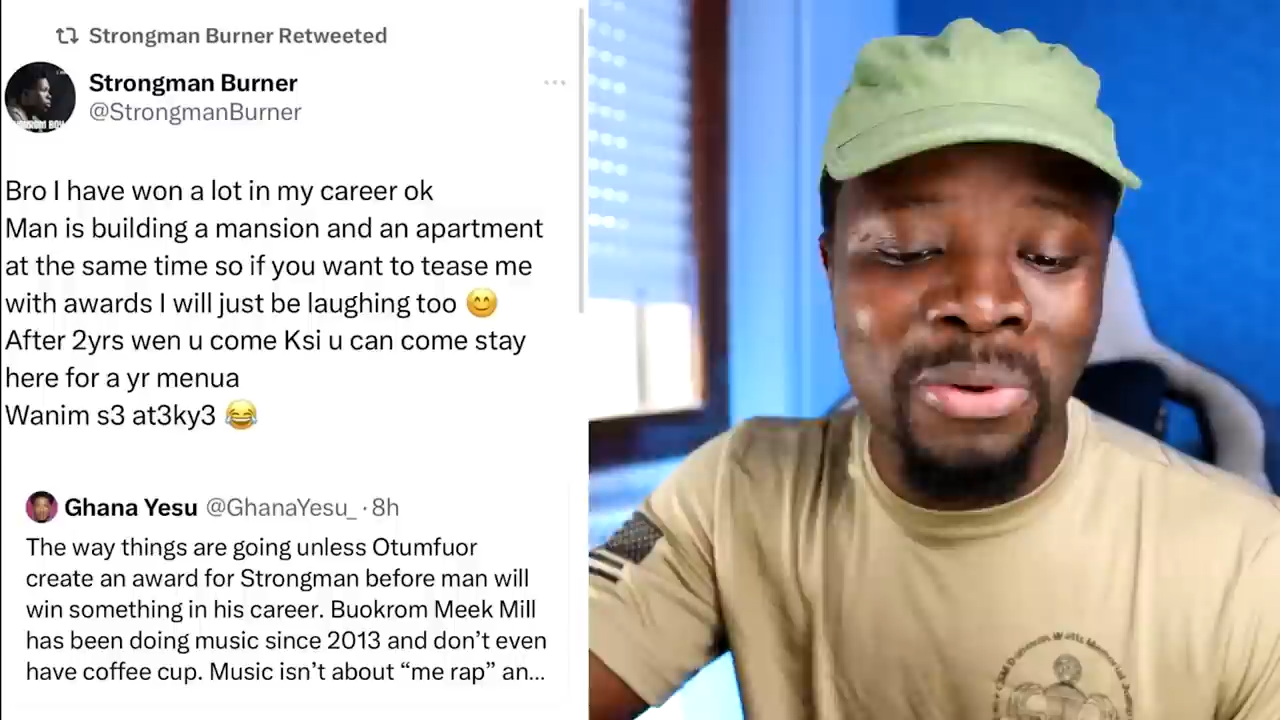 Strongman Burner Retweeted
Strongman Burner
@StrongmanBurner
Bro I have won a lot in my career ok
Man is building a mansion and an apartment
at the same time so if you want to tease me
with awards I will just be laughing too 😊
After 2yrs wen u come Ksi u can come stay
here for a yr menua
Wanim s3 at3ky3 😂
Ghana Yesu @GhanaYesu_ · 8h
The way things are going unless Otumfuor
create an award for Strongman before man will
win something in his career. Buokrom Meek Mill
has been doing music since 2013 and don’t even
have coffee cup. Music isn’t about “me rap” an...